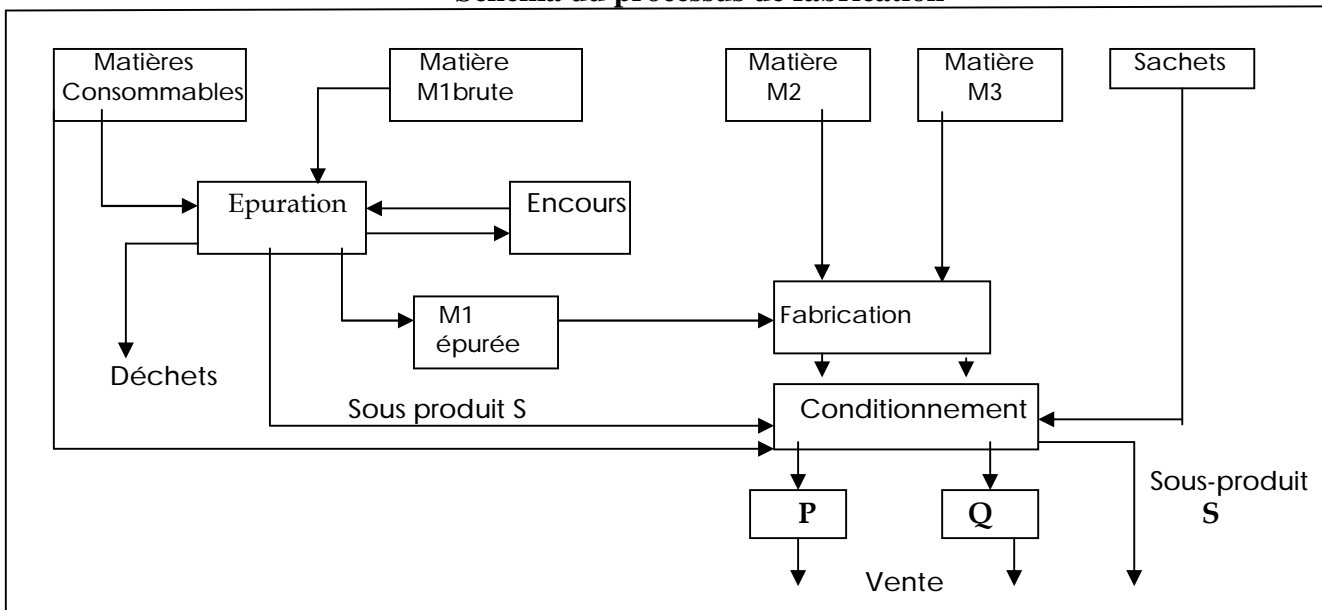 Schéma du processus de fabrication
Matières
Consommables
Matière
M1brute
Matière
M2
Matière
M3
Sachets
Epuration
Encours
M1
épurée
Fabrication
Déchets
Sous produit S
Conditionnement
Sous-produit
S
P
Q
Vente